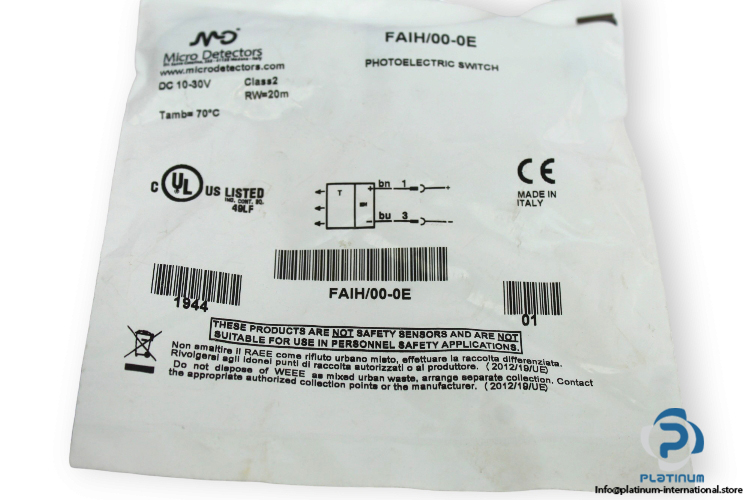 Micro Detectors
www.microdetectors.com
FAIH/00-0E
PHOTOELECTRIC SWITCH
DC 10-30V Class2
RW=20m
Tamb= 70°C
C UL US LISTED
IND. CONT. EQ.
49LF
T
bn 1 +
bu 3 -
CE
MADE IN
ITALY
FAIH/00-0E
1944
01
THESE PRODUCTS ARE NOT SAFETY SENSORS AND ARE NOT
SUITABLE FOR USE IN PERSONNEL SAFETY APPLICATIONS.
Non smaltire il RAEE come rifiuto urbano misto, effettuare la raccolta differenziata.
Rivolgersi agli idonei punti di raccolta autorizzati o al produttore. (2012/19/UE)
Do not dispose of WEEE as mixed urban waste, arrange separate collection. Contact
the appropriate authorized collection points or the manufacturer. (2012/19/UE)
PLATINUM
Info@platinum-international.store